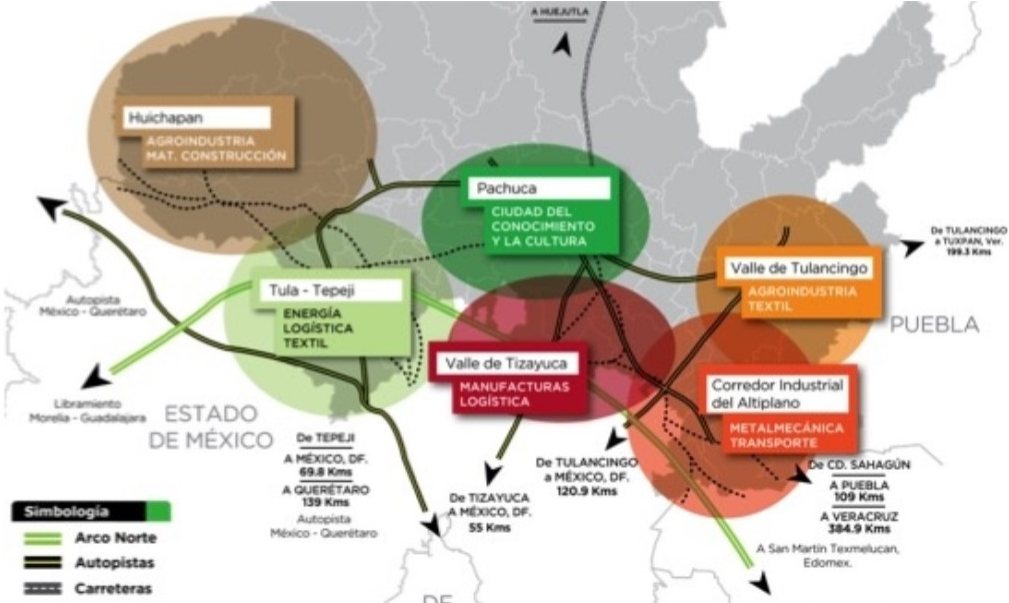 A HUEJUTLA
Huichapan
AGROINDUSTRIA
MAT. CONSTRUCCIÓN
Pachuca
CIUDAD DEL
CONOCIMIENTO
Y LA CULTURA
De TULANCINGO
a TUXPAN, Ver.
199.3 Kms
Valle de Tulancingo
AGROINDUSTRIA
TEXTIL
PUEBLA
Tula - Tepeji
ENERGÍA
LOGÍSTICA
TEXTIL
Autopista
México - Querétaro
Valle de Tizayuca
MANUFACTURAS
LOGÍSTICA
Corredor Industrial
del Altiplano
METALMECÁNICA
TRANSPORTE
Libramiento
Morelia - Guadalajara
ESTADO
DE MÉXICO
De TEPEJI
A MÉXICO, DF.
69.8 Kms
A QUERÉTARO
139 Kms
Autopista
México - Querétaro
De TIZAYUCA
A MÉXICO, DF.
55 Kms
De TULANCINGO
a MÉXICO, DF.
120.9 Kms
De CD. SAHAGÚN
A PUEBLA
109 Kms
A VERACRUZ
384.9 Kms
A San Martín Texmelucan,
Edomex.
Simbología
Arco Norte
Autopistas
Carreteras